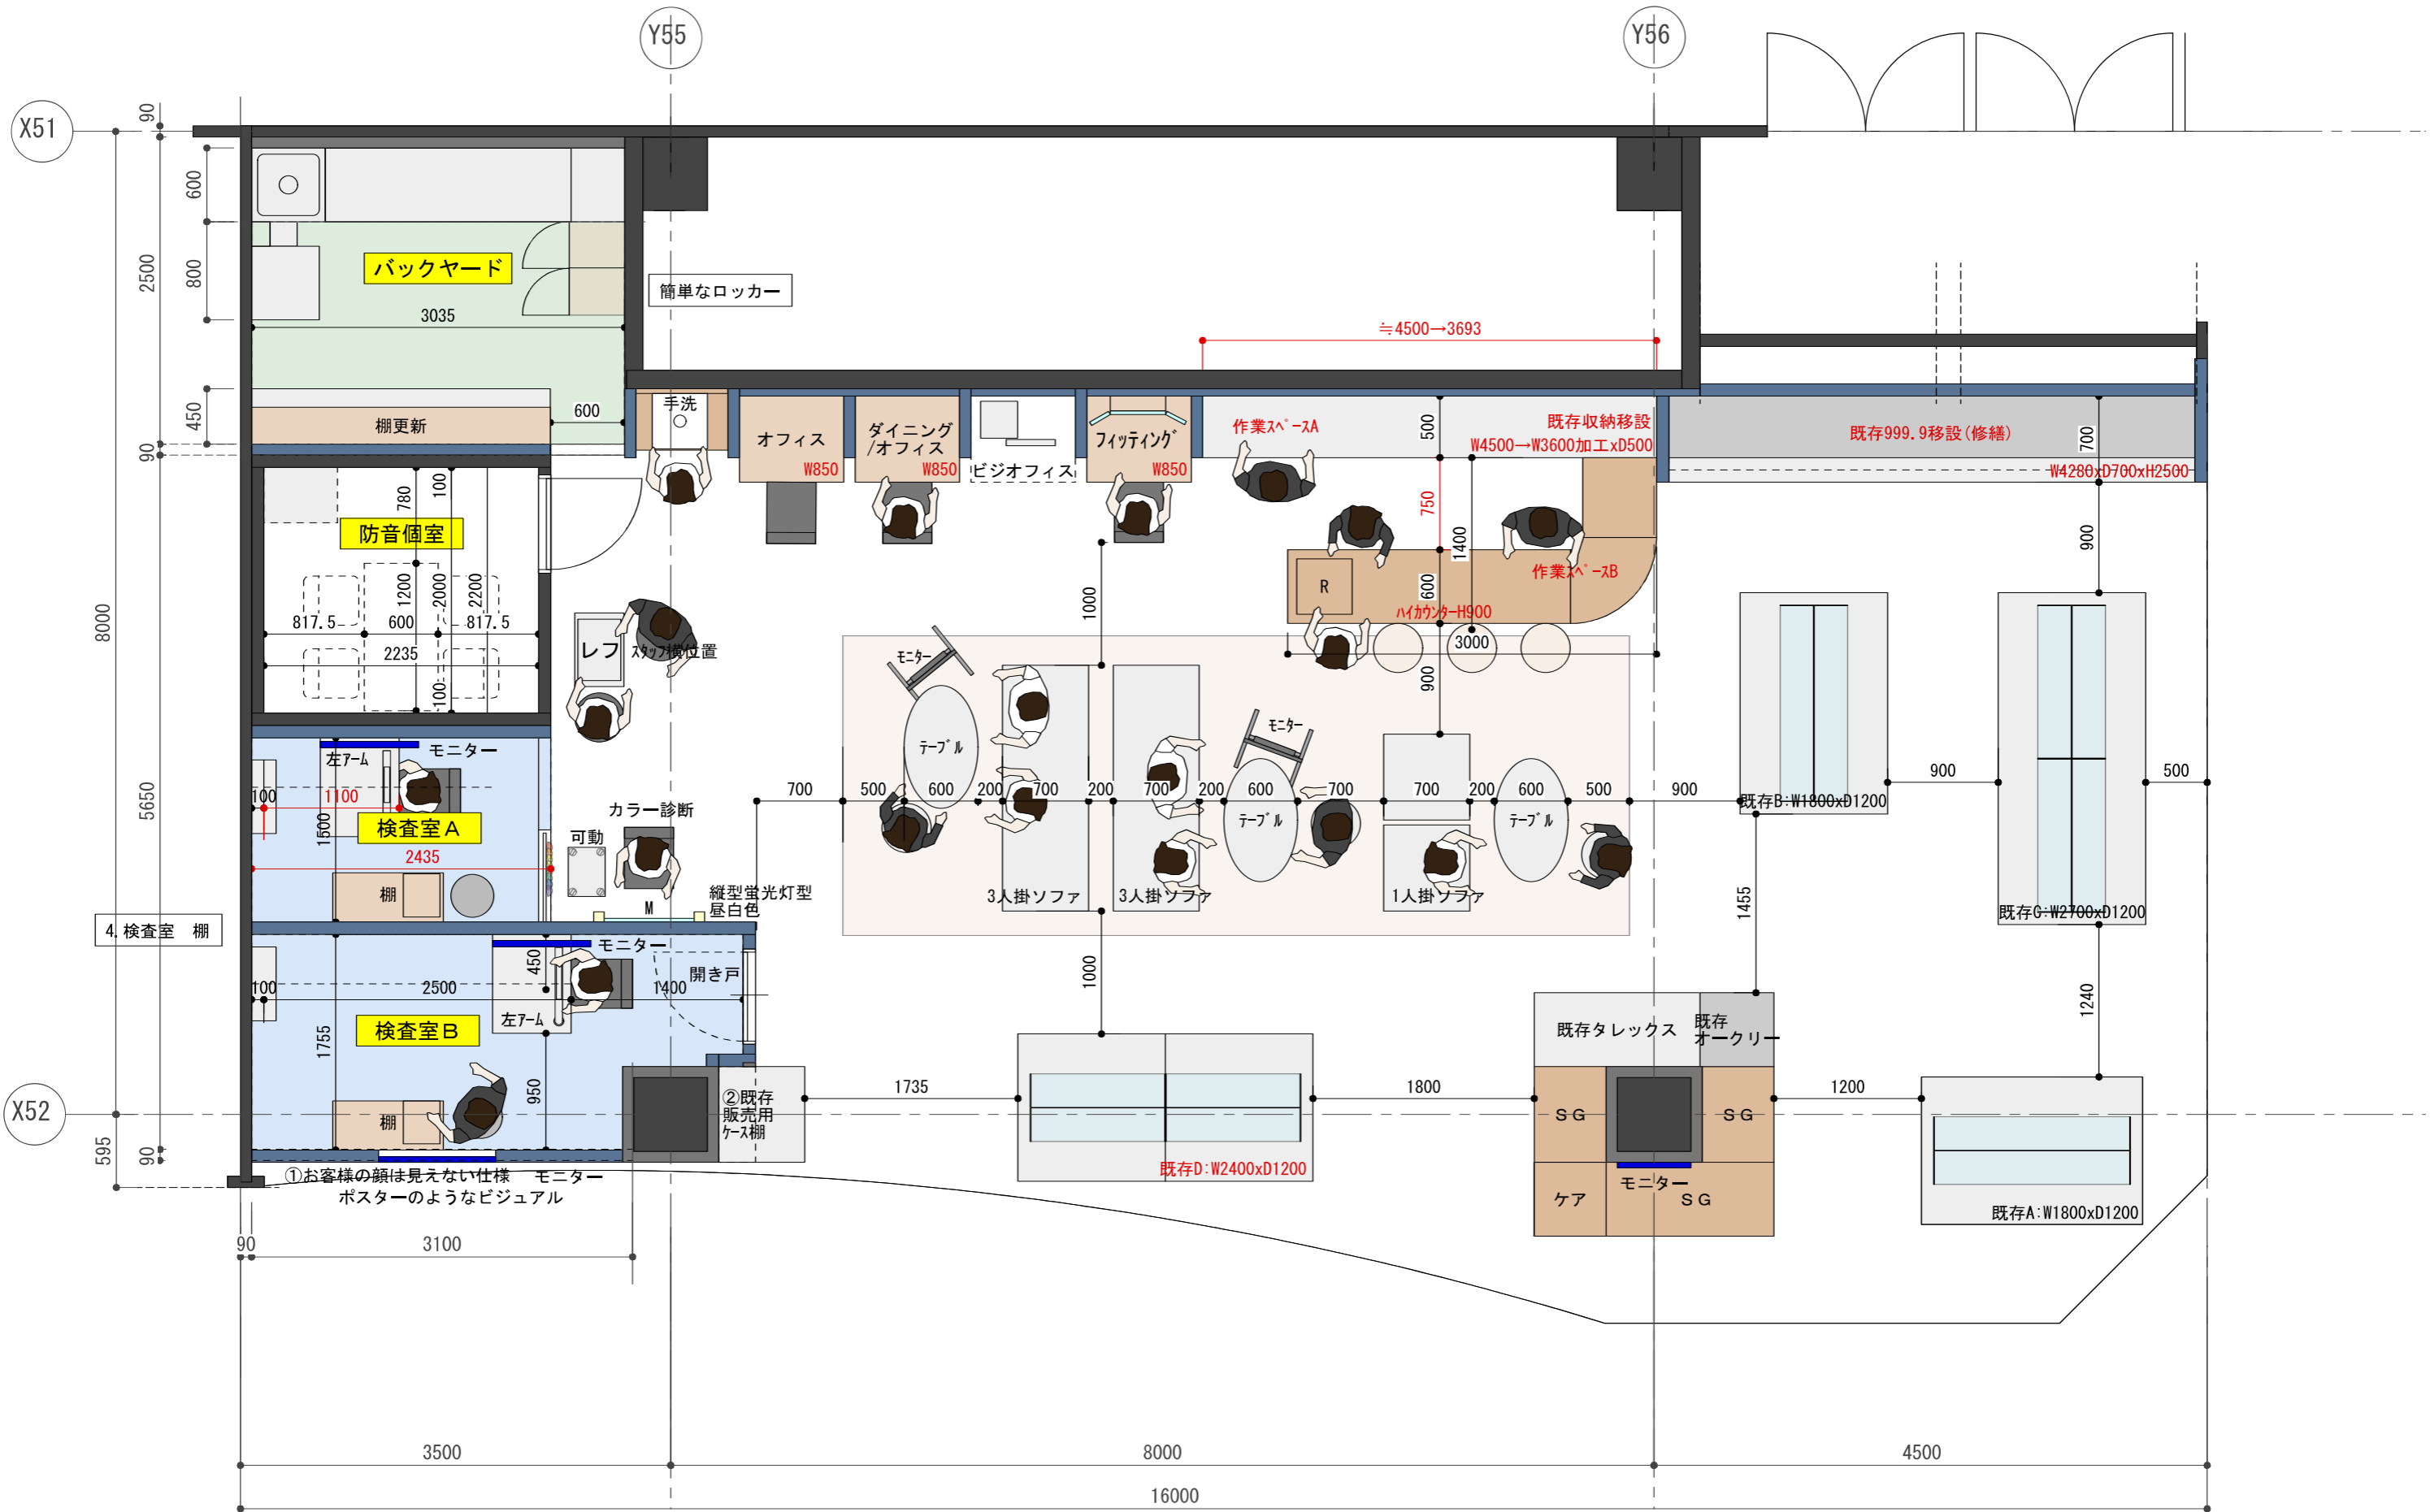 Y55
Y56
X51
90
600
800
2500
450
90
8000
5650
595
90
バックヤード
3035
簡単なロッカー
≒4500→3693
棚更新
600
手洗
オフィス
W850
ダイニング
/オフィス
W850
ビジオフィス
フィッティング
W850
作業スペースA
500
既存収納移設
W4500→W3600加工xD500
既存999.9移設(修繕)
700
W4280xD700xH2500
780
100
防音個室
1200
2000
2200
817.5
600
817.5
2235
100
レフ
スタッフ横位置
1000
750
1400
600
R
作業スペースB
ハイカウンターH900
3000
900
900
モニター
テーブル
モニター
テーブル
テーブル
左アーム
モニター
100
1100
1500
検査室A
2435
棚
カラー診断
可動
M
縦型蛍光灯型
昼白色
700
500
600
200
700
200
700
200
600
700
700
200
600
500
900
3人掛ソファ
3人掛ソファ
1人掛ソファ
既存B:W1800xD1200
900
500
既存C:W2700xD1200
1455
1240
4.検査室 棚
モニター
450
開き戸
100
2500
1400
左アーム
検査室B
1755
950
棚
1000
X52
②既存
販売用
ケース棚
1735
既存D:W2400xD1200
1800
既存タレックス
既存
オークリー
SG
SG
ケア
モニター
SG
1200
既存A:W1800xD1200
①お客様の顔は見えない仕様 モニター
ポスターのようなビジュアル
90
3100
3500
8000
4500
16000